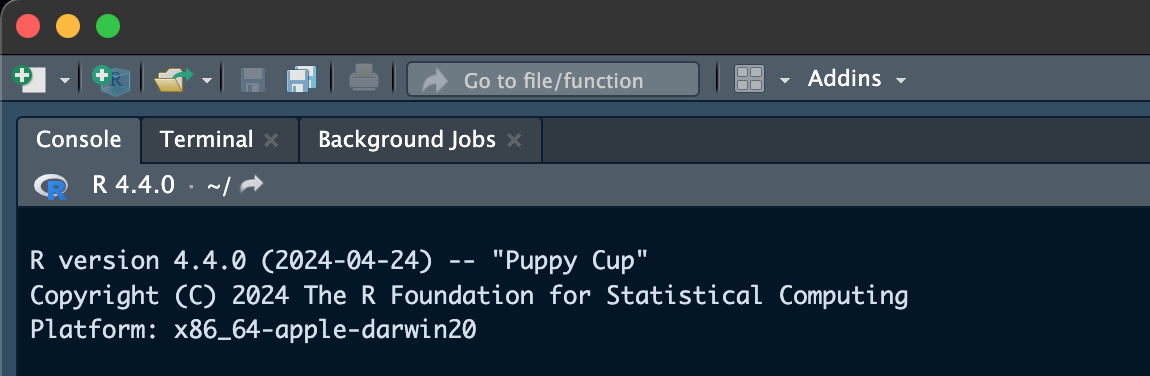 Go to file/function
Addins
Console Terminal Background Jobs
R 4.4.0 · ~/
R version 4.4.0 (2024-04-24) -- "Puppy Cup"
Copyright (C) 2024 The R Foundation for Statistical Computing
Platform: x86_64-apple-darwin20